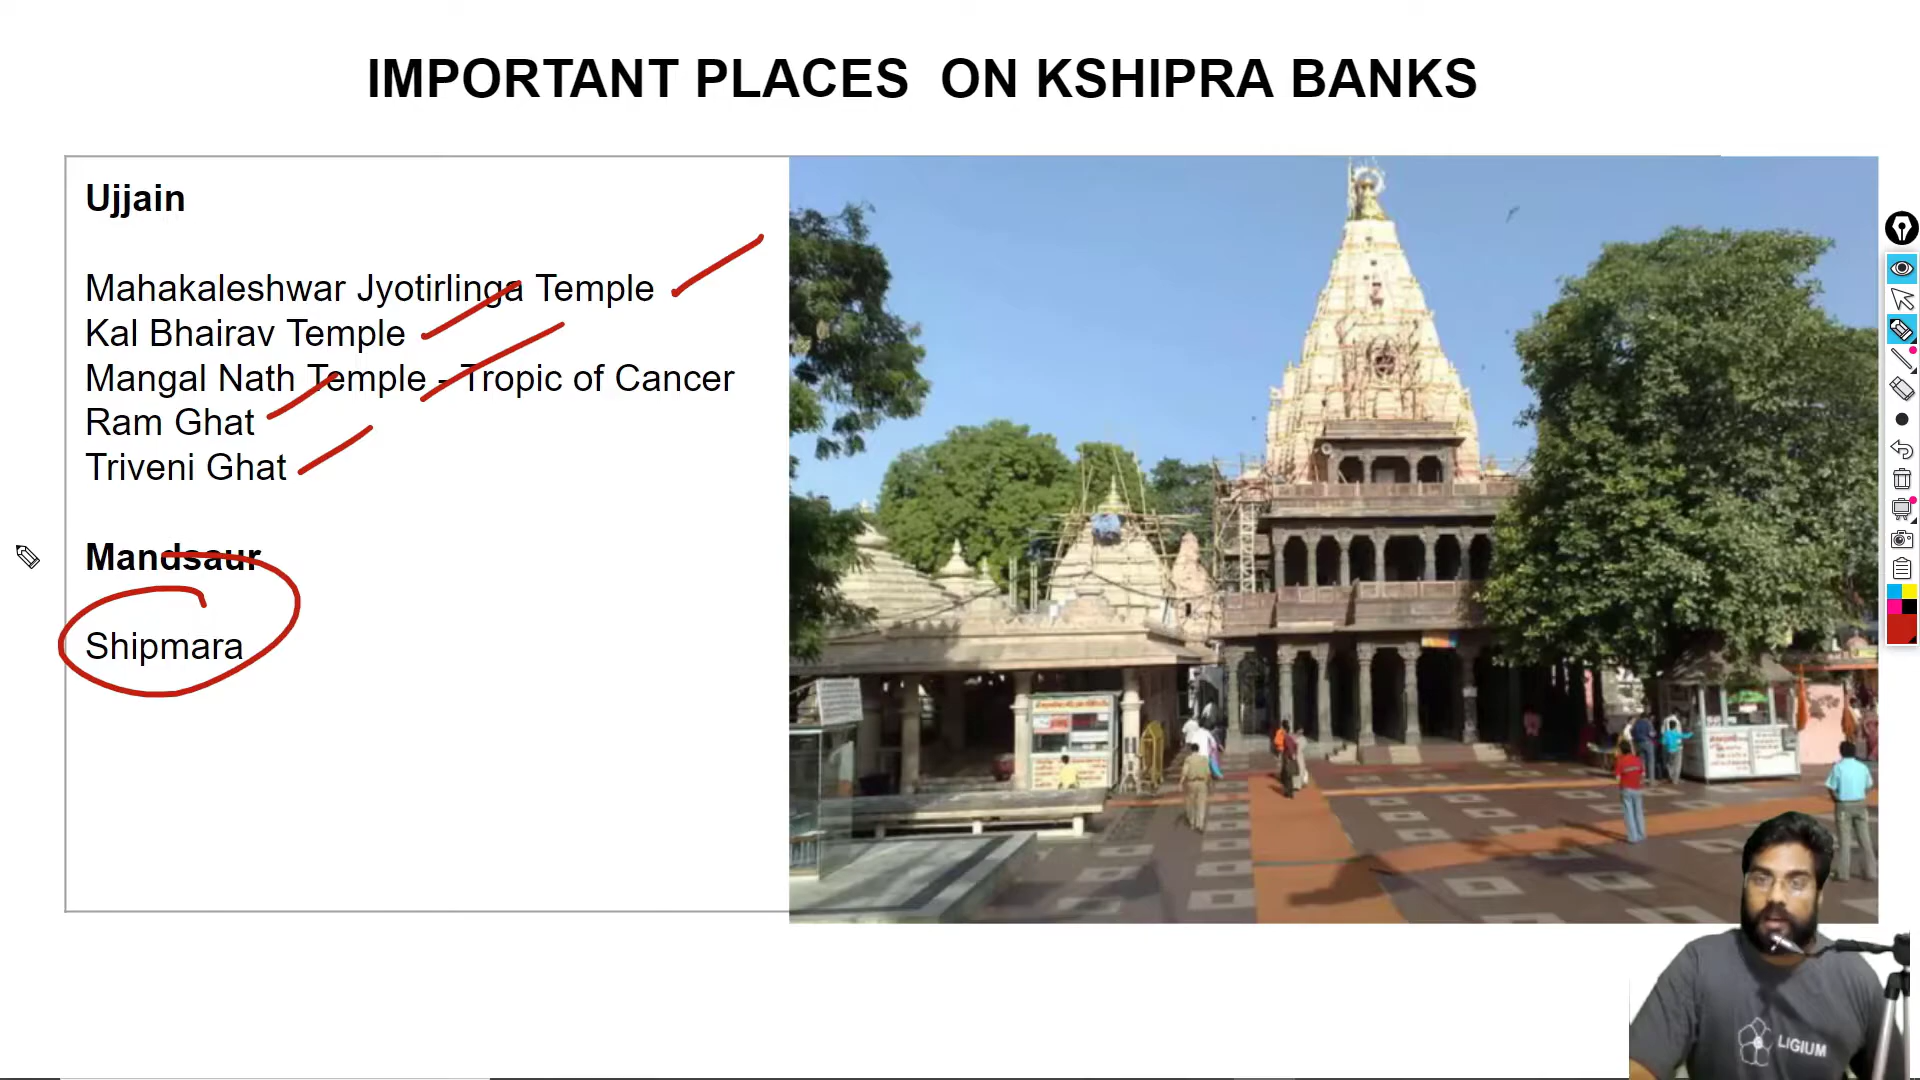 IMPORTANT PLACES ON KSHIPRA BANKS
Ujjain
Mahakaleshwar Jyotirlinga Temple
Kal Bhairav Temple
Mangal Nath Temple - Tropic of Cancer
Ram Ghat
Triveni Ghat
Mandsaur
Shipmara
LIGIUM